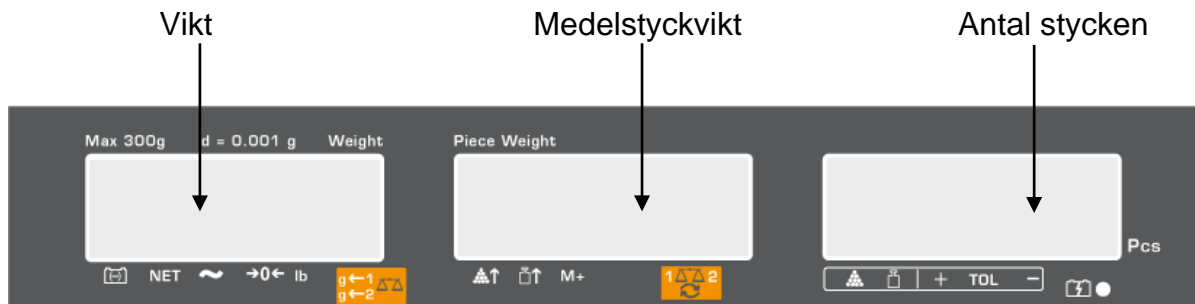 Vikt Medelstyckvikt Antal stycken
Max 300g d = 0.001 g Weight Piece Weight
Pcs
NET ~ →0← lb g←1 M+ 1 2 + TOL −
g←2